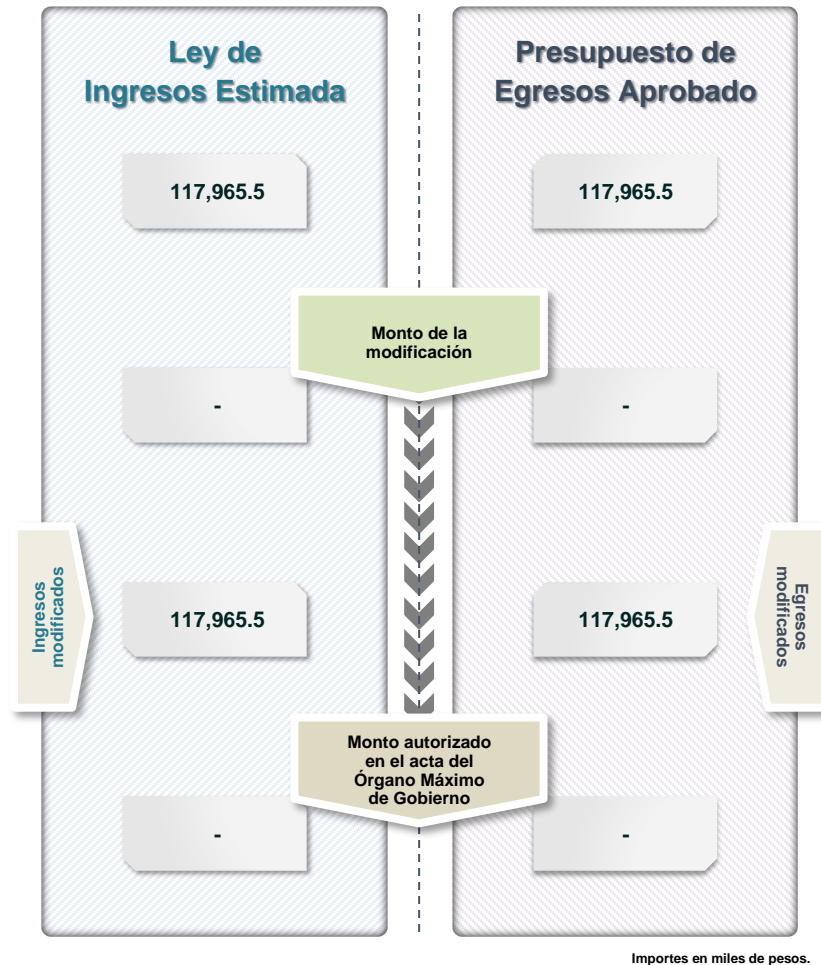 Ley de
Ingresos Estimada
Presupuesto de
Egresos Aprobado
117,965.5
117,965.5
Monto de la
modificación
-
-
Ingresos
modificados
117,965.5
117,965.5
Egresos
modificados
Monto autorizado
en el acta del
Órgano Máximo
de Gobierno
-
-
Importes en miles de pesos.